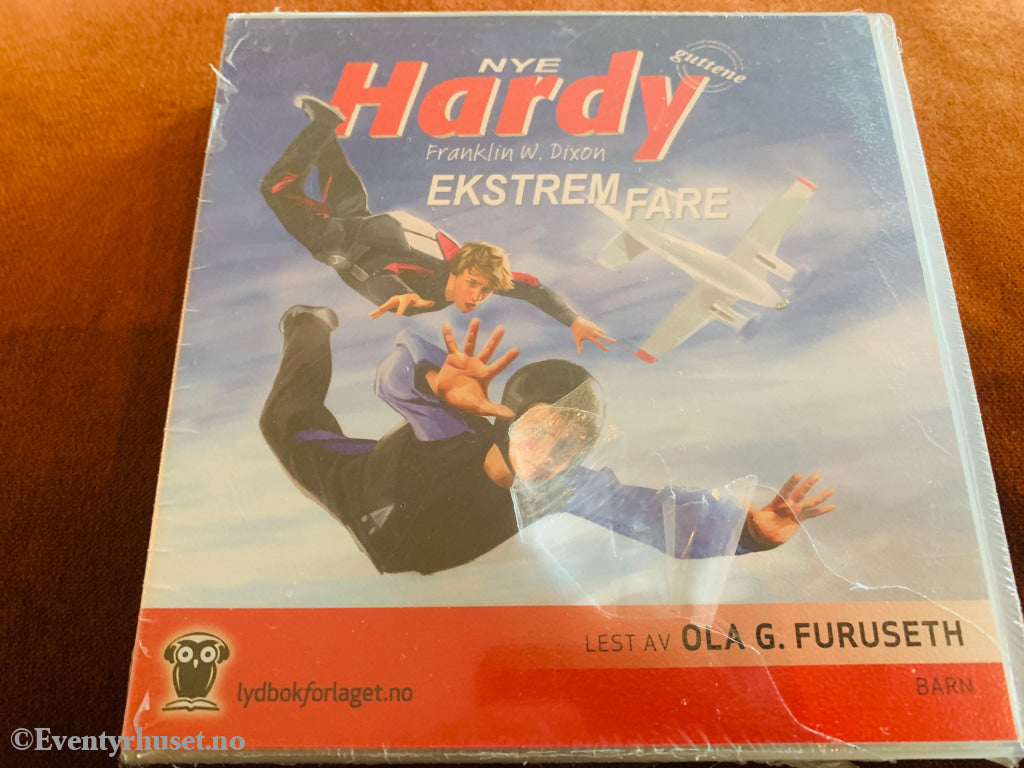 NYE
Hardy
guttene
Franklin W. Dixon
EKSTREM FARE
LEST AV OLA G. FURUSETH
BARN
lydbokforlaget.no
©Eventyrhuset.no